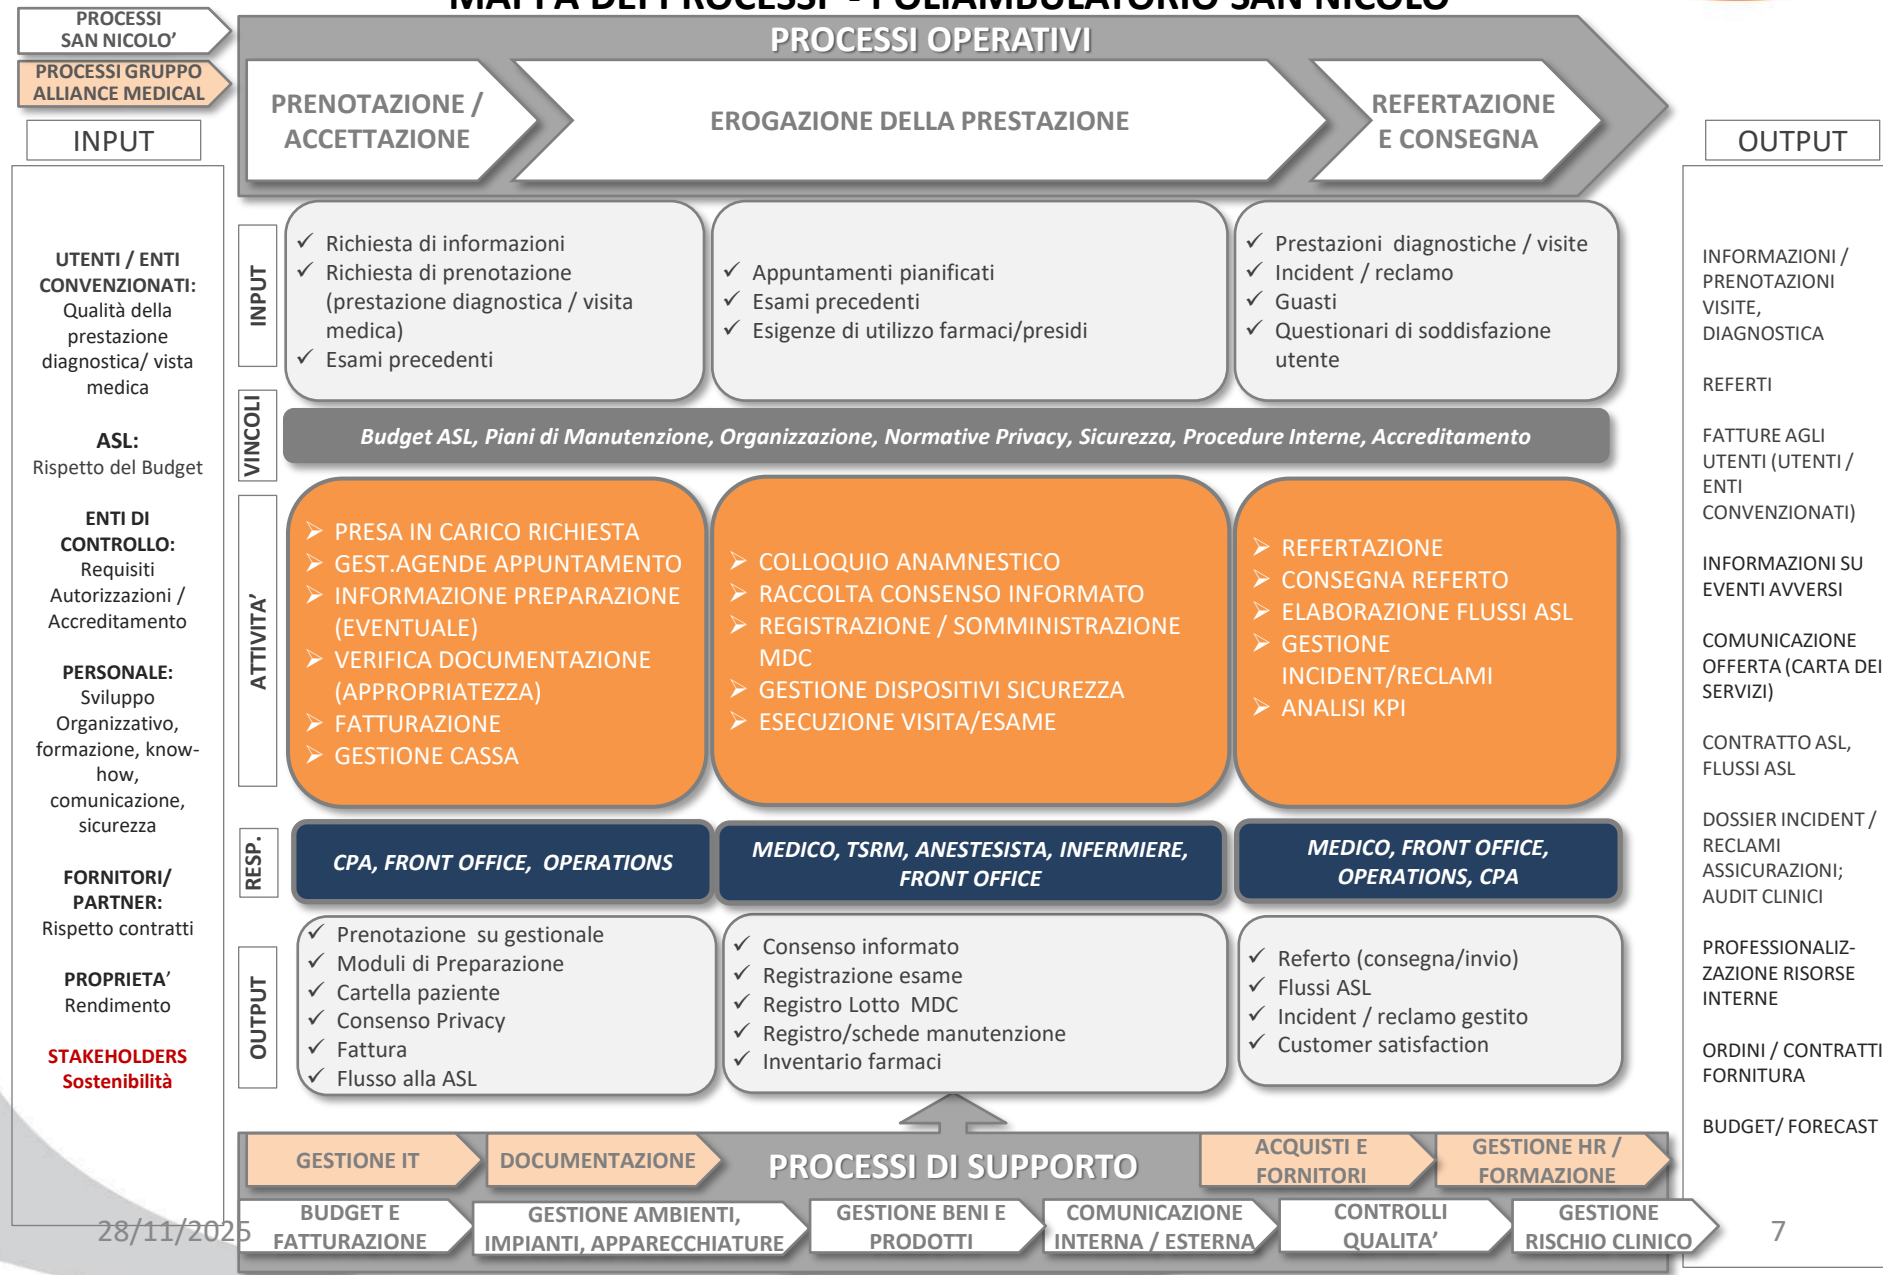 MAPPA DEI PROCESSI - POLIAMBULATORIO SAN NICOLO'
PROCESSI
SAN NICOLO'
PROCESSI GRUPPO
ALLIANCE MEDICAL
PROCESSI OPERATIVI
PRENOTAZIONE /
ACCETTAZIONE
EROGAZIONE DELLA PRESTAZIONE
REFERTAZIONE
E CONSEGNA
INPUT
UTENTI / ENTI
CONVENZIONATI:
Qualità della
prestazione
diagnostica/ vista
medica
ASL:
Rispetto del Budget
ENTI DI
CONTROLLO:
Requisiti
Autorizzazioni /
Accreditamento
PERSONALE:
Sviluppo
Organizzativo,
formazione, know-
how,
comunicazione,
sicurezza
FORNITORI/
PARTNER:
Rispetto contratti
PROPRIETA'
Rendimento
STAKEHOLDERS
Sostenibilità
INPUT
✓ Richiesta di informazioni
✓ Richiesta di prenotazione
(prestazione diagnostica / visita
medica)
✓ Esami precedenti
✓ Appuntamenti pianificati
✓ Esami precedenti
✓ Esigenze di utilizzo farmaci/presidi
✓ Prestazioni diagnostiche / visite
✓ Incident / reclamo
✓ Guasti
✓ Questionari di soddisfazione
utente
VINCOLI
Budget ASL, Piani di Manutenzione, Organizzazione, Normative Privacy, Sicurezza, Procedure Interne, Accreditamento
ATTIVITA'
➢ PRESA IN CARICO RICHIESTA
➢ GEST.AGENDE APPUNTAMENTO
➢ INFORMAZIONE PREPARAZIONE
(EVENTUALE)
➢ VERIFICA DOCUMENTAZIONE
(APPROPRIATEZZA)
➢ FATTURAZIONE
➢ GESTIONE CASSA
➢ COLLOQUIO ANAMNESTICO
➢ RACCOLTA CONSENSO INFORMATO
➢ REGISTRAZIONE / SOMMINISTRAZIONE
MDC
➢ GESTIONE DISPOSITIVI SICUREZZA
➢ ESECUZIONE VISITA/ESAME
➢ REFERTAZIONE
➢ CONSEGNA REFERTO
➢ ELABORAZIONE FLUSSI ASL
➢ GESTIONE
INCIDENT/RECLAMI
➢ ANALISI KPI
RESP.
CPA, FRONT OFFICE, OPERATIONS
MEDICO, TSRM, ANESTESISTA, INFERMIERE,
FRONT OFFICE
MEDICO, FRONT OFFICE,
OPERATIONS, CPA
OUTPUT
✓ Prenotazione su gestionale
✓ Moduli di Preparazione
✓ Cartella paziente
✓ Consenso Privacy
✓ Fattura
✓ Flusso alla ASL
✓ Consenso informato
✓ Registrazione esame
✓ Registro Lotto MDC
✓ Registro/schede manutenzione
✓ Inventario farmaci
✓ Referto (consegna/invio)
✓ Flussi ASL
✓ Incident / reclamo gestito
✓ Customer satisfaction
OUTPUT
INFORMAZIONI /
PRENOTAZIONI
VISITE,
DIAGNOSTICA
REFERTI
FATTURE AGLI
UTENTI (UTENTI /
ENTI
CONVENZIONATI)
INFORMAZIONI SU
EVENTI AVVERSI
COMUNICAZIONE
OFFERTA (CARTA DEI
SERVIZI)
CONTRATTO ASL,
FLUSSI ASL
DOSSIER INCIDENT /
RECLAMI
ASSICURAZIONI;
AUDIT CLINICI
PROFESSIONALIZ-
ZAZIONE RISORSE
INTERNE
ORDINI / CONTRATTI
FORNITURA
BUDGET/ FORECAST
GESTIONE IT
DOCUMENTAZIONE
PROCESSI DI SUPPORTO
ACQUISTI E
FORNITORI
GESTIONE HR /
FORMAZIONE
BUDGET E
FATTURAZIONE
GESTIONE AMBIENTI,
IMPIANTI, APPARECCHIATURE
GESTIONE BENI E
PRODOTTI
COMUNICAZIONE
INTERNA / ESTERNA
CONTROLLI
QUALITA'
GESTIONE
RISCHIO CLINICO
28/11/2025
7